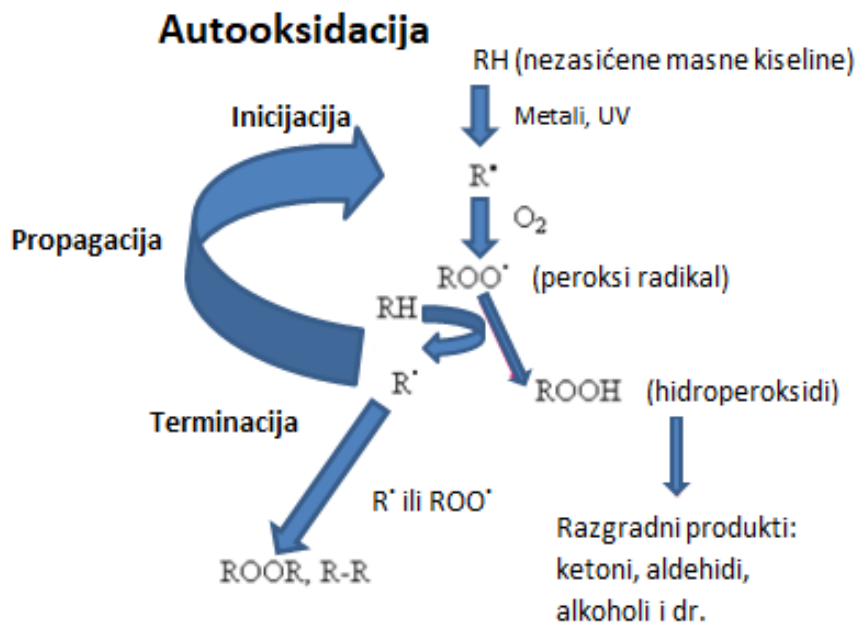 Autooksidacija
RH (nezasićene masne kiseline)
Inicijacija
Metali, UV
R•
O₂
Propagacija
ROO• (peroksi radikal)
RH
R•
ROOH (hidroperoksidi)
Terminacija
R• ili ROO•
ROOR, R-R
Razgradni produkti:
ketoni, aldehidi,
alkoholi i dr.